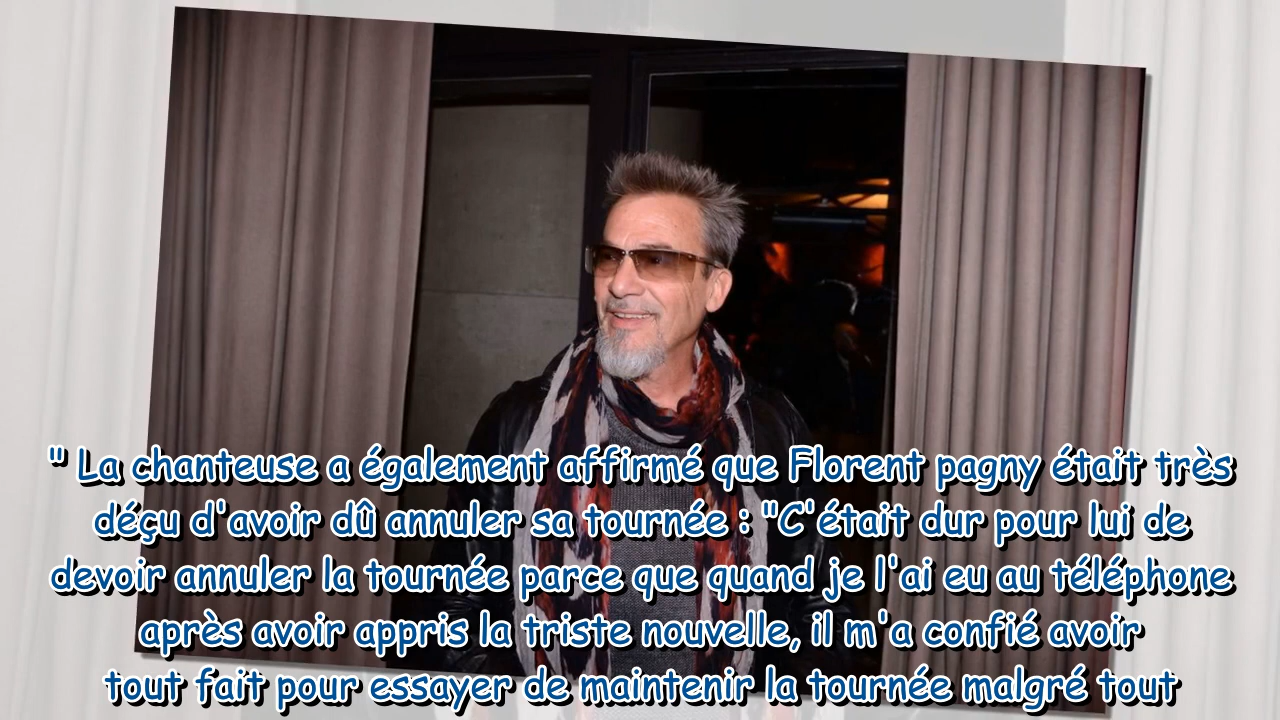 " La chanteuse a également affirmé que Florent pagny était très
déçu d'avoir dû annuler sa tournée : "C'était dur pour lui de
devoir annuler la tournée parce que quand je l'ai eu au téléphone
après avoir appris la triste nouvelle, il m'a confié avoir
tout fait pour essayer de maintenir la tournée malgré tout